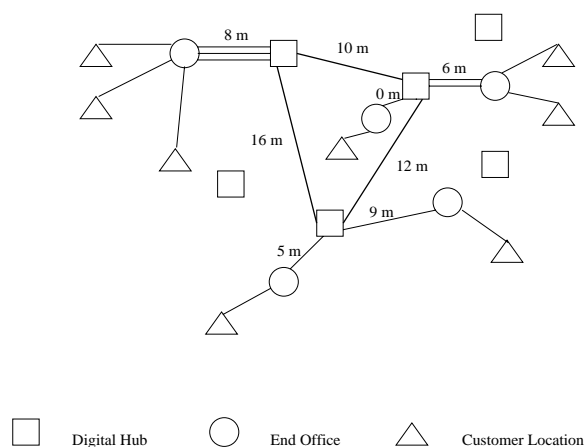 8 m
10 m
6 m
0 m
16 m
12 m
9 m
5 m
Digital Hub
End Office
Customer Location